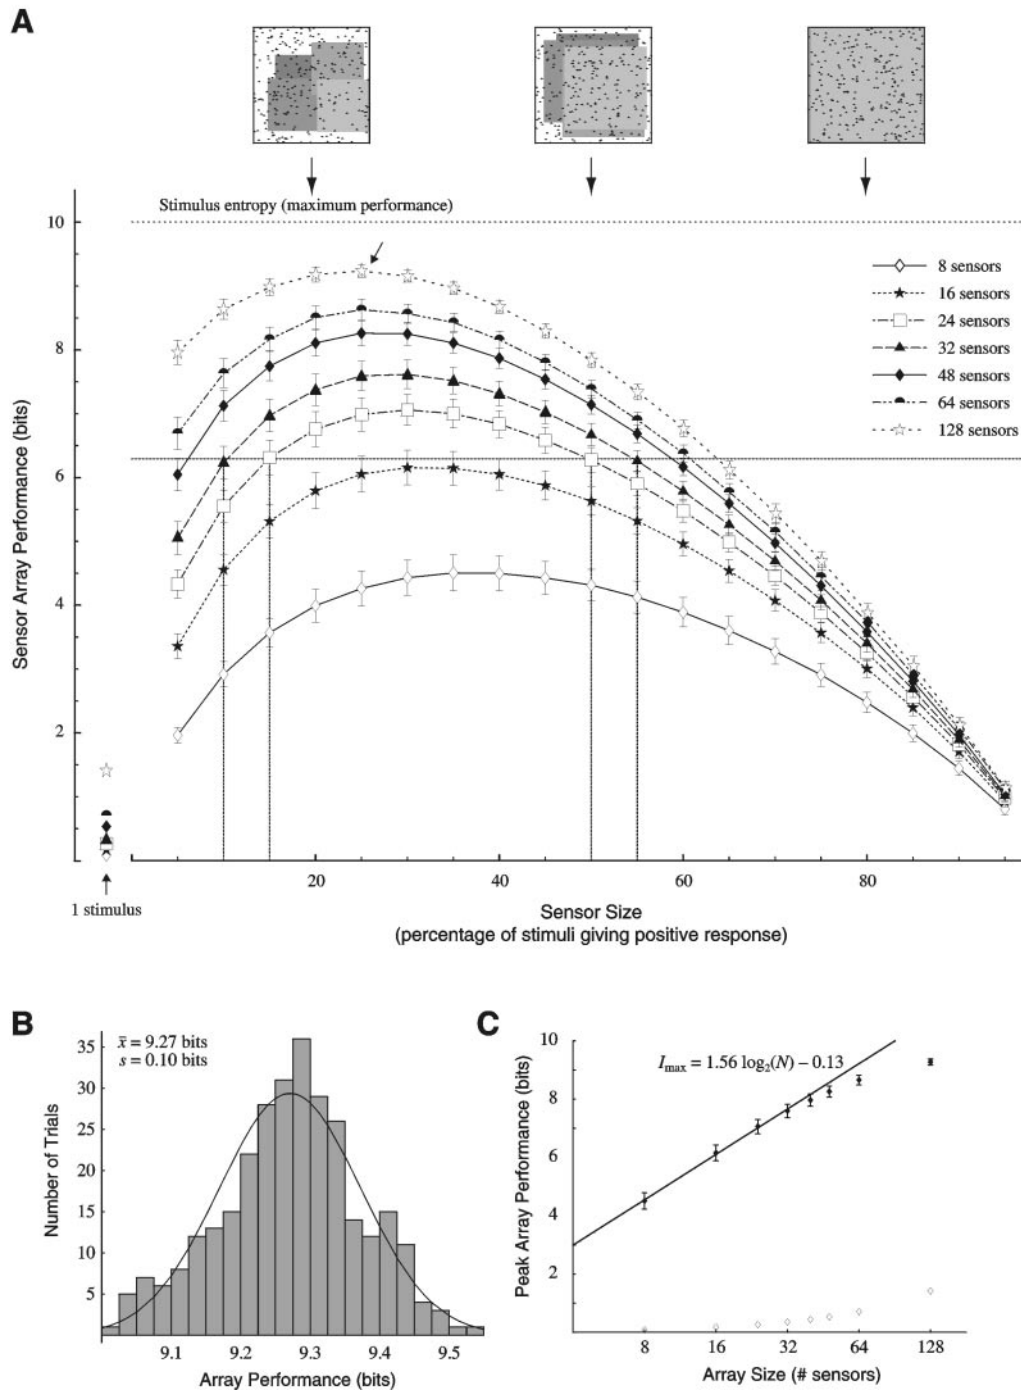 A
Stimulus entropy (maximum performance)
10
8
6
4
2
8 sensors
16 sensors
24 sensors
32 sensors
48 sensors
64 sensors
128 sensors
Sensor Array Performance (bits)
1 stimulus
20
40
60
80
Sensor Size
(percentage of stimuli giving positive response)
B
x̄ = 9.27 bits
s = 0.10 bits
35
30
25
20
15
10
5
Number of Trials
9.1
9.2
9.3
9.4
9.5
Array Performance (bits)
C
I_max = 1.56 log₂(N) – 0.13
10
8
6
4
2
Peak Array Performance (bits)
8
16
32
64
128
Array Size (# sensors)